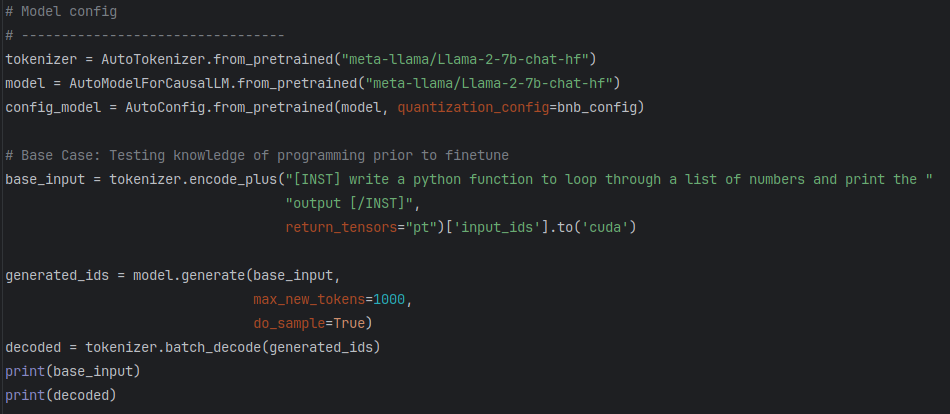 # Model config
# ---------------------------------
tokenizer = AutoTokenizer.from_pretrained("meta-llama/Llama-2-7b-chat-hf")
model = AutoModelForCausalLM.from_pretrained("meta-llama/Llama-2-7b-chat-hf")
config_model = AutoConfig.from_pretrained(model, quantization_config=bnb_config)

# Base Case: Testing knowledge of programming prior to finetune
base_input = tokenizer.encode_plus("[INST] write a python function to loop through a list of numbers and print the "
                                   "output [/INST]",
                                   return_tensors="pt")['input_ids'].to('cuda')

generated_ids = model.generate(base_input,
                               max_new_tokens=1000,
                               do_sample=True)
decoded = tokenizer.batch_decode(generated_ids)
print(base_input)
print(decoded)